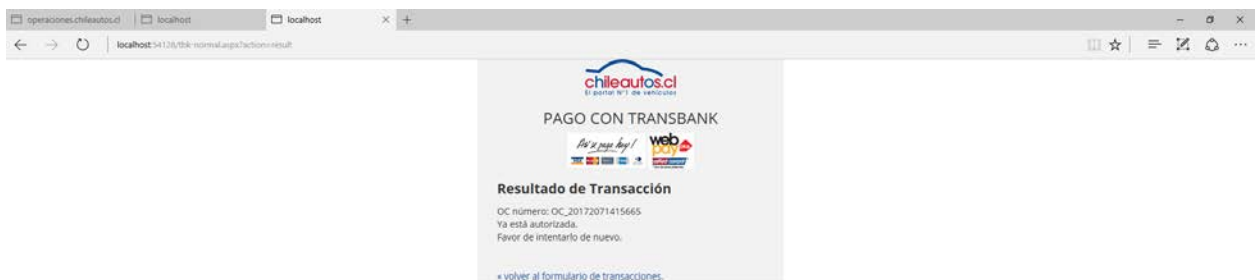 operaciones.chileautos.cl
localhost
localhost
localhost:54128/tbk-normal.aspx?action=result
chileautos.cl
El portal N°1 de vehículos
PAGO CON TRANSBANK
web
pay
Resultado de Transacción
OC número: OC_20172071415665
Ya está autorizada.
Favor de intentarlo de nuevo.
« volver al formulario de transacciones.